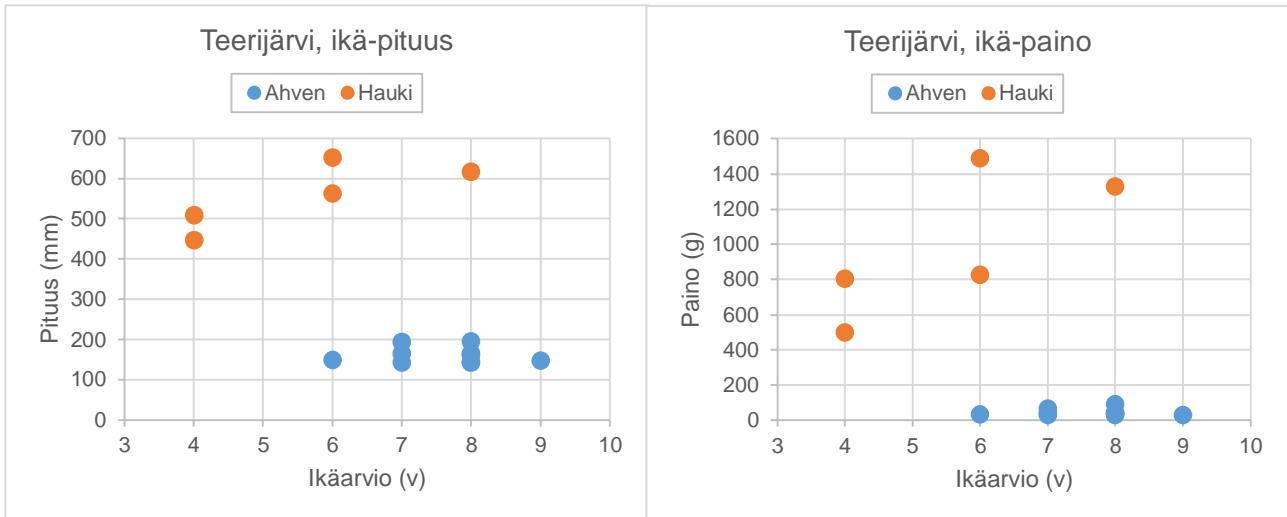 Teerijärvi, ikä-pituus
Ahven Hauki
700
600
500
400
300
200
100
0
Pituus (mm)
3 4 5 6 7 8 9 10
Ikäarvio (v)
Teerijärvi, ikä-paino
Ahven Hauki
1600
1400
1200
1000
800
600
400
200
0
Paino (g)
3 4 5 6 7 8 9 10
Ikäarvio (v)